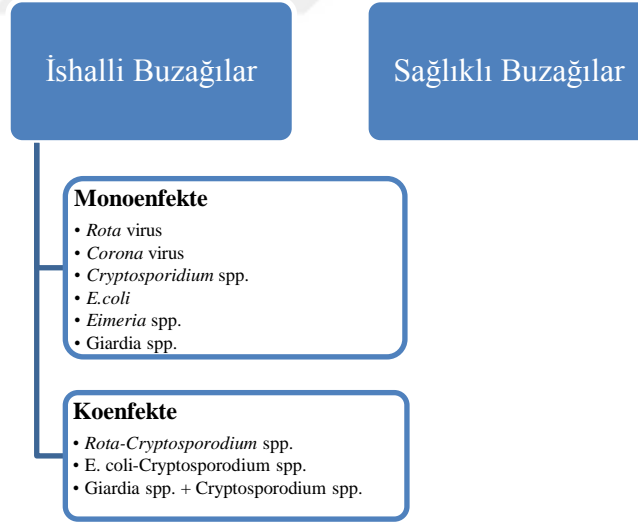 İshalli Buzağılar
Sağlıklı Buzağılar
Monoenfekte
• Rota virus
• Corona virus
• Cryptosporidium spp.
• E.coli
• Eimeria spp.
• Giardia spp.
Koenfekte
• Rota-Cryptosporodium spp.
• E. coli-Cryptosporodium spp.
• Giardia spp. + Cryptosporodium spp.